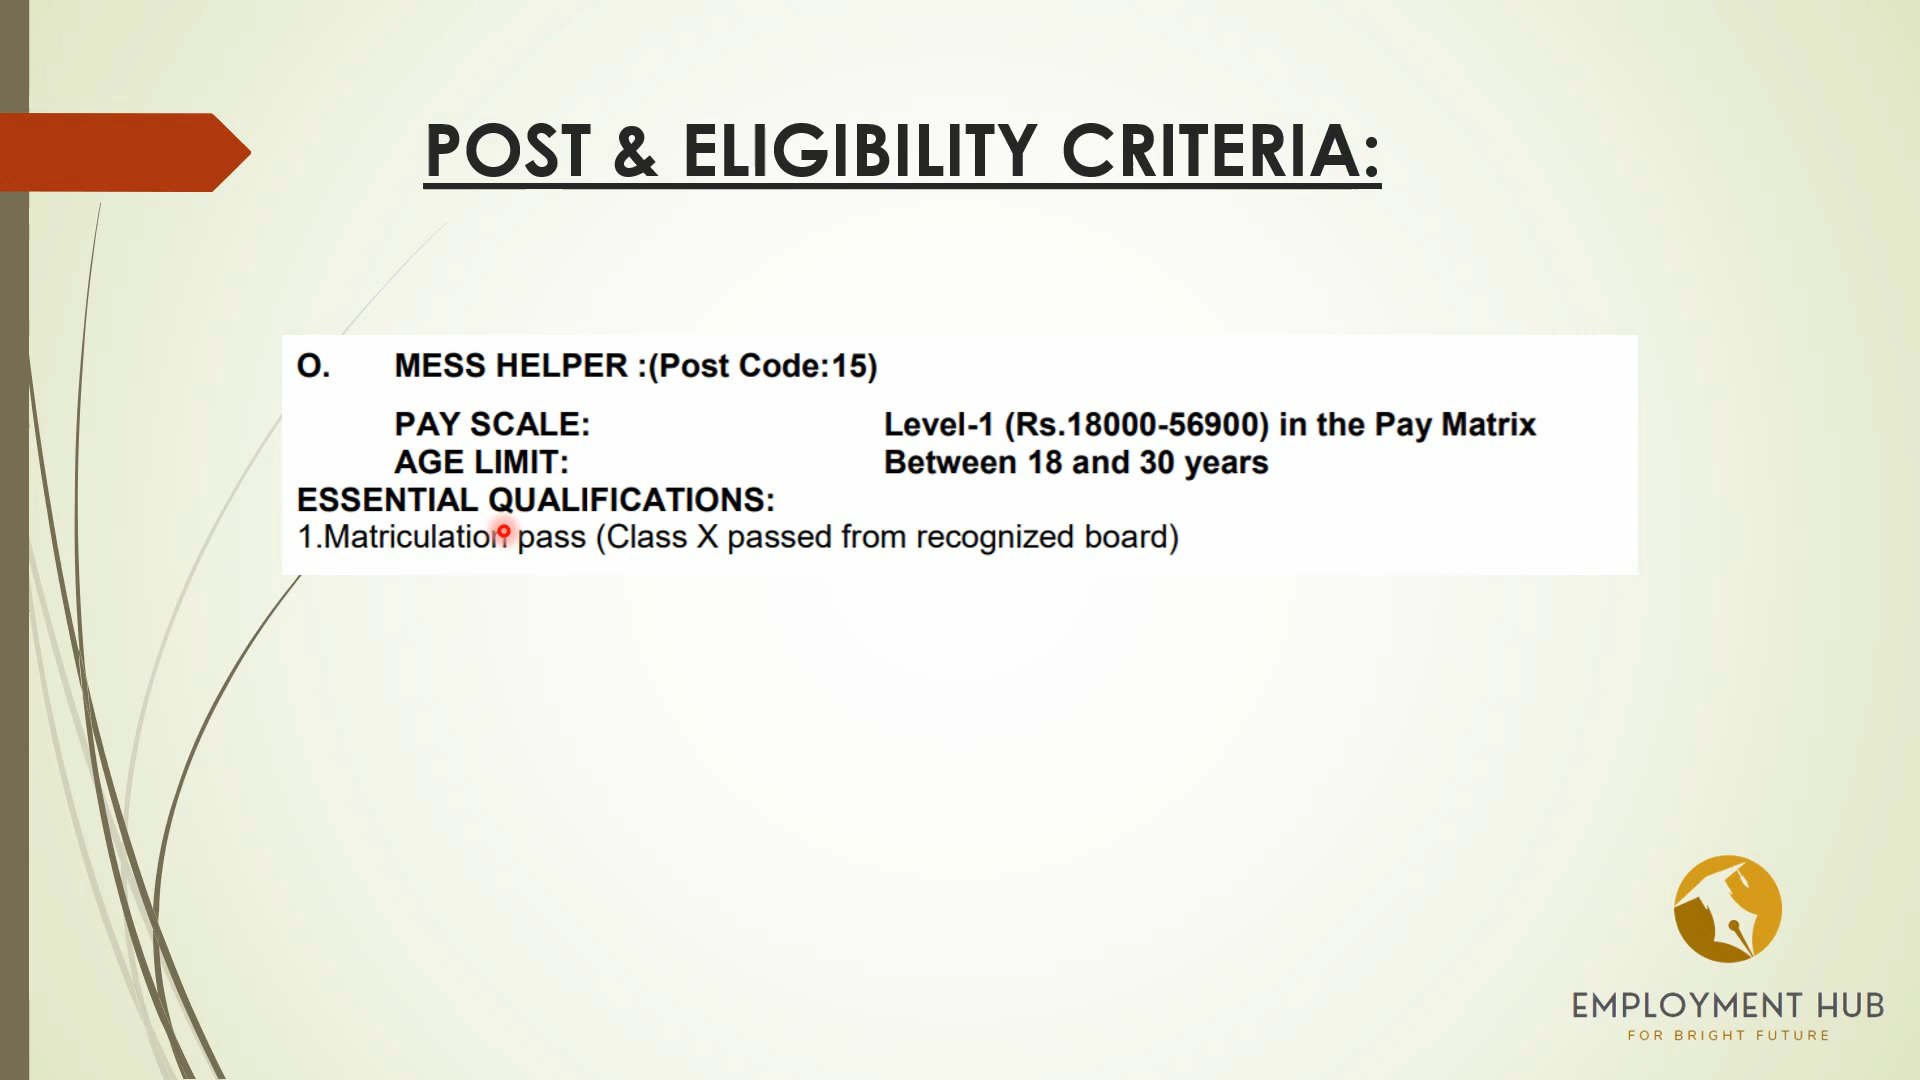 POST & ELIGIBILITY CRITERIA:
O. MESS HELPER :(Post Code:15)
PAY SCALE: Level-1 (Rs.18000-56900) in the Pay Matrix
AGE LIMIT: Between 18 and 30 years
ESSENTIAL QUALIFICATIONS:
1.Matriculation pass (Class X passed from recognized board)
EMPLOYMENT HUB
FOR BRIGHT FUTURE